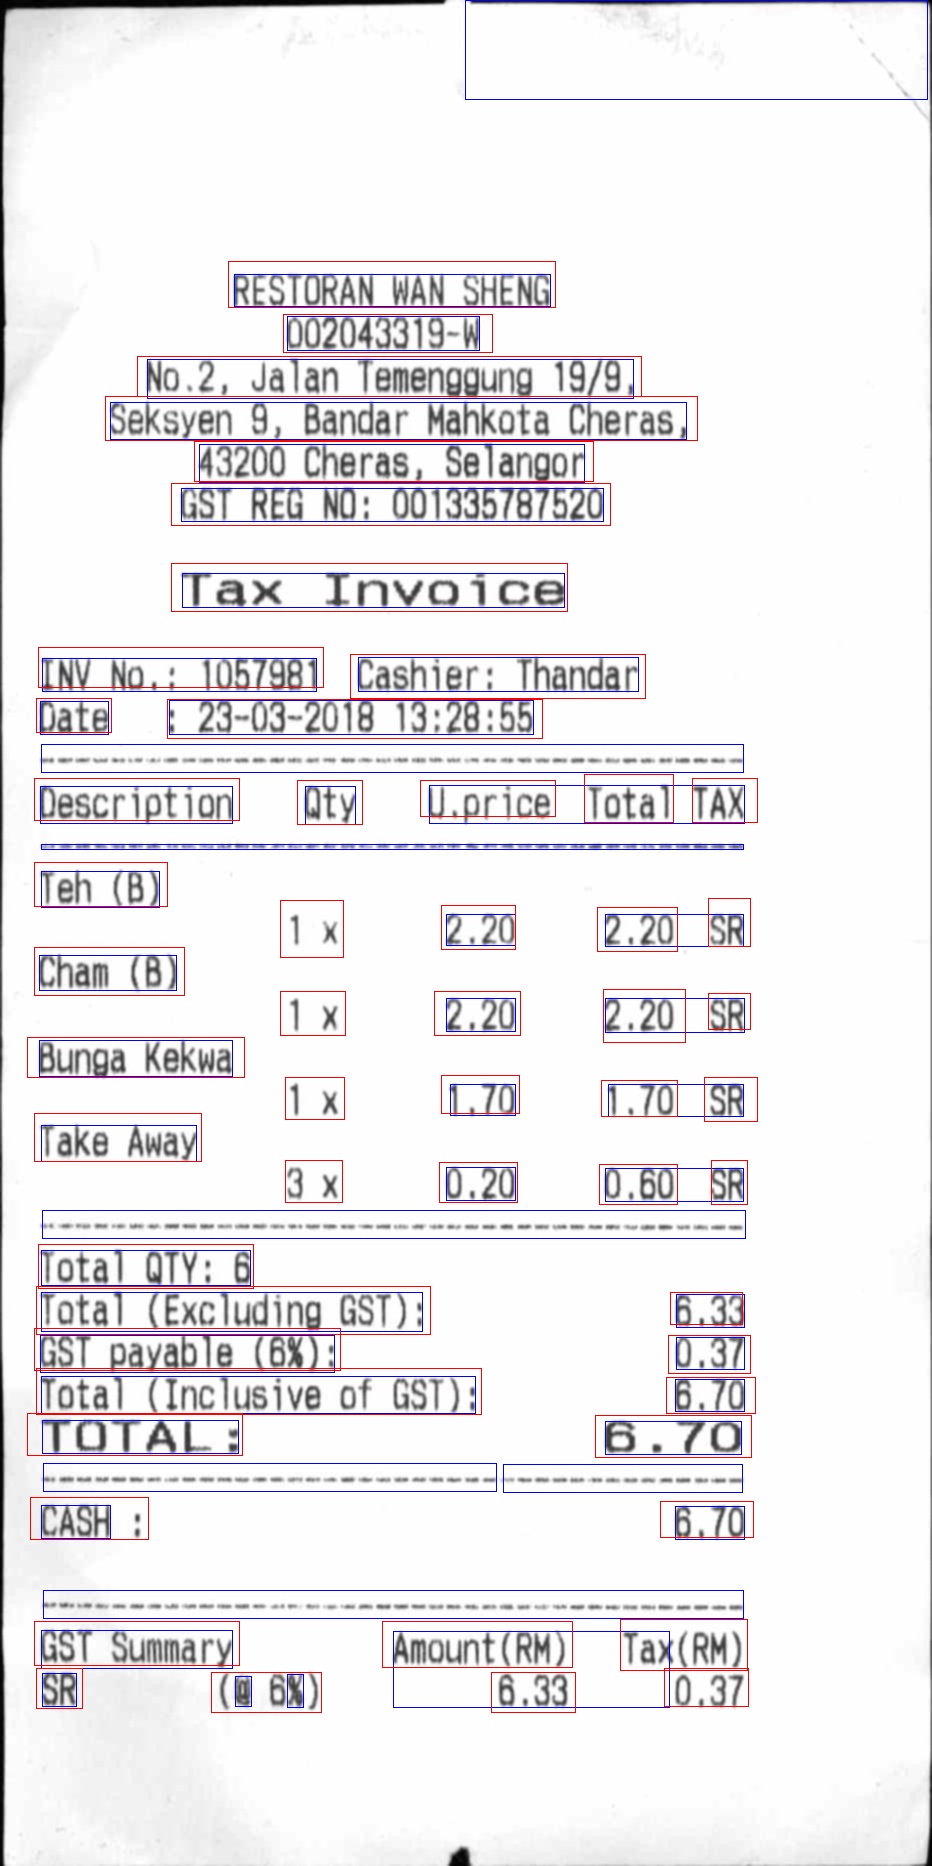 RESTORAN WAN SHENG
002043319-W
No.2, Jalan Temenggung 19/9,
Seksyen 9, Bandar Mahkota Cheras,
43200 Cheras, Selangor
GST REG NO: 001335787520
Tax Invoice
INV No.: 1057981 Cashier: Thandar
Date : 23-03-2018 13:28:55
Description Qty U.price Total TAX
Teh (B)
1 x 2.20 2.20 SR
Cham (B)
1 x 2.20 2.20 SR
Bunga Kekwa
1 x 1.70 1.70 SR
Take Away
3 x 0.20 0.60 SR
Total QTY: 6
Total (Excluding GST): 6.33
GST payable (6%): 0.37
Total (Inclusive of GST): 6.70
TOTAL: 6.70
CASH : 6.70
GST Summary Amount(RM) Tax(RM)
SR (@ 6%) 6.33 0.37